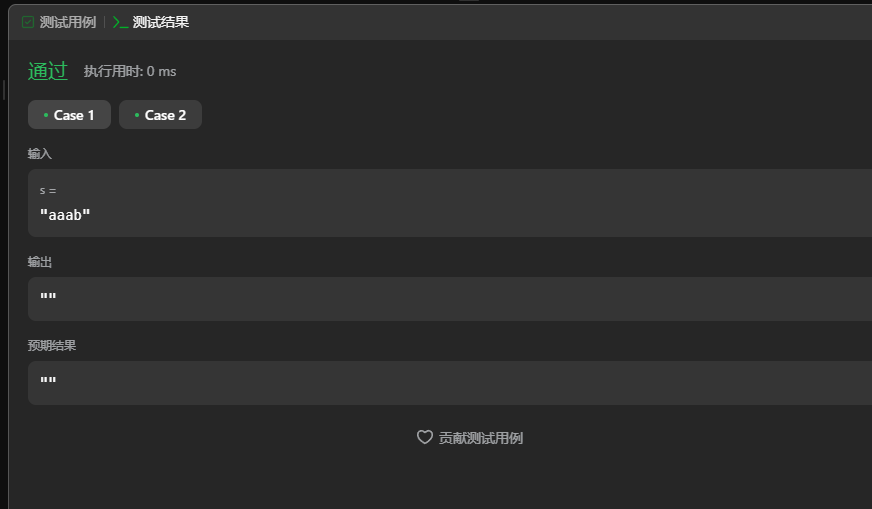 测试用例 | >_ 测试结果
通过 执行用时: 0 ms
Case 1 Case 2
输入
s =
"aaab"
输出
""
预期结果
""
贡献测试用例